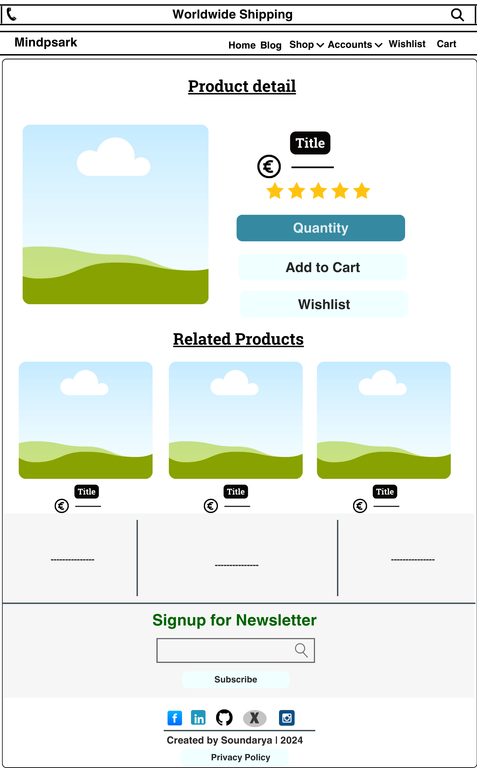 Worldwide Shipping
Mindpsark
Home Blog Shop Accounts Wishlist Cart
Product detail
Title
€
Quantity
Add to Cart
Wishlist
Related Products
Title Title Title
€ € €
--------------- --------------- ---------------
Signup for Newsletter
Subscribe
f in X
Created by Soundarya | 2024
Privacy Policy